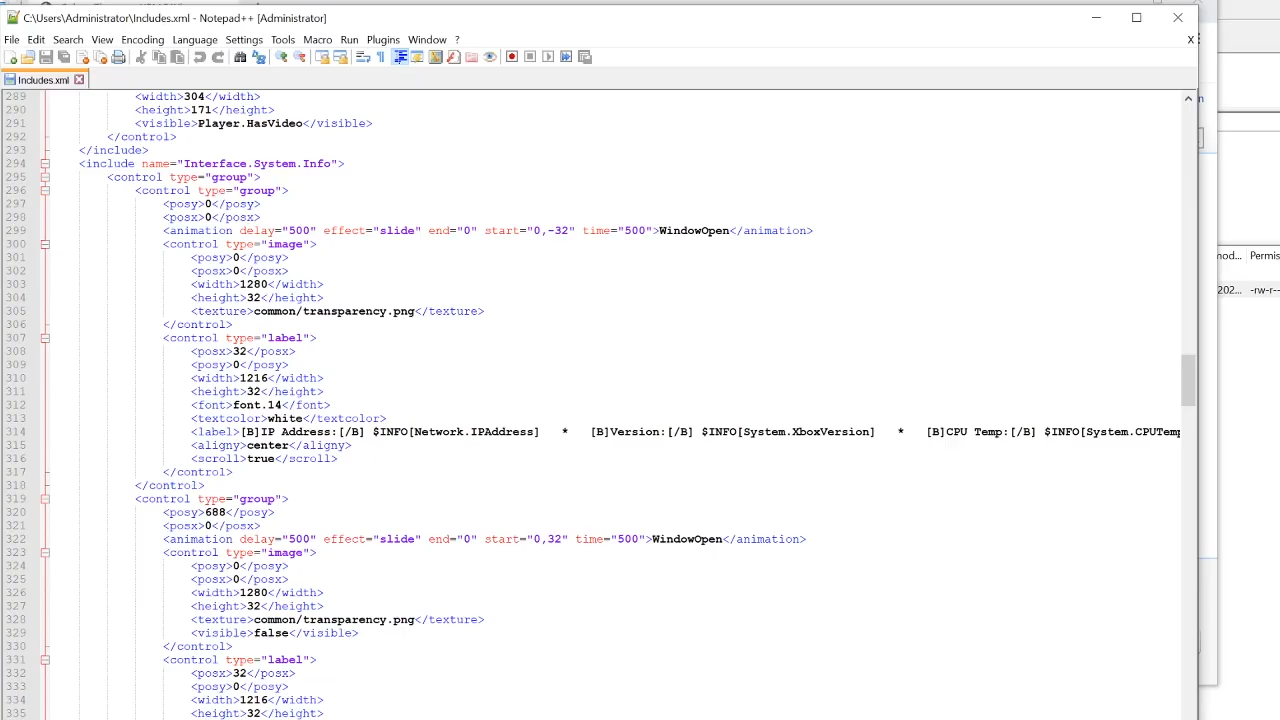 C:\Users\Administrator\Includes.xml - Notepad++ [Administrator]
File Edit Search View Encoding Language Settings Tools Macro Run Plugins Window ? X
Includes.xml
289 <width>304</width>
290 <height>171</height>
291 <visible>Player.HasVideo</visible>
292 </control>
293 </include>
294 <include name="Interface.System.Info">
295 <control type="group">
296 <control type="group">
297 <posy>0</posy>
298 <posx>0</posx>
299 <animation delay="500" effect="slide" end="0" start="0,-32" time="500">WindowOpen</animation>
300 <control type="image">
301 <posy>0</posy>
302 <posx>0</posx>
303 <width>1280</width>
304 <height>32</height>
305 <texture>common/transparency.png</texture>
306 </control>
307 <control type="label">
308 <posx>32</posx>
309 <posy>0</posy>
310 <width>1216</width>
311 <height>32</height>
312 <font>font.14</font>
313 <textcolor>white</textcolor>
314 <label>[B]IP Address:[/B] $INFO[Network.IPAddress] * [B]Version:[/B] $INFO[System.XboxVersion] * [B]CPU Temp:[/B] $INFO[System.CPUTemp
315 <aligny>center</aligny>
316 <scroll>true</scroll>
317 </control>
318 </control>
319 <control type="group">
320 <posy>688</posy>
321 <posx>0</posx>
322 <animation delay="500" effect="slide" end="0" start="0,32" time="500">WindowOpen</animation>
323 <control type="image">
324 <posy>0</posy>
325 <posx>0</posx>
326 <width>1280</width>
327 <height>32</height>
328 <texture>common/transparency.png</texture>
329 <visible>false</visible>
330 </control>
331 <control type="label">
332 <posx>32</posx>
333 <posy>0</posy>
334 <width>1216</width>
335 <height>32</height>
mod... Permis
202... -rw-r--